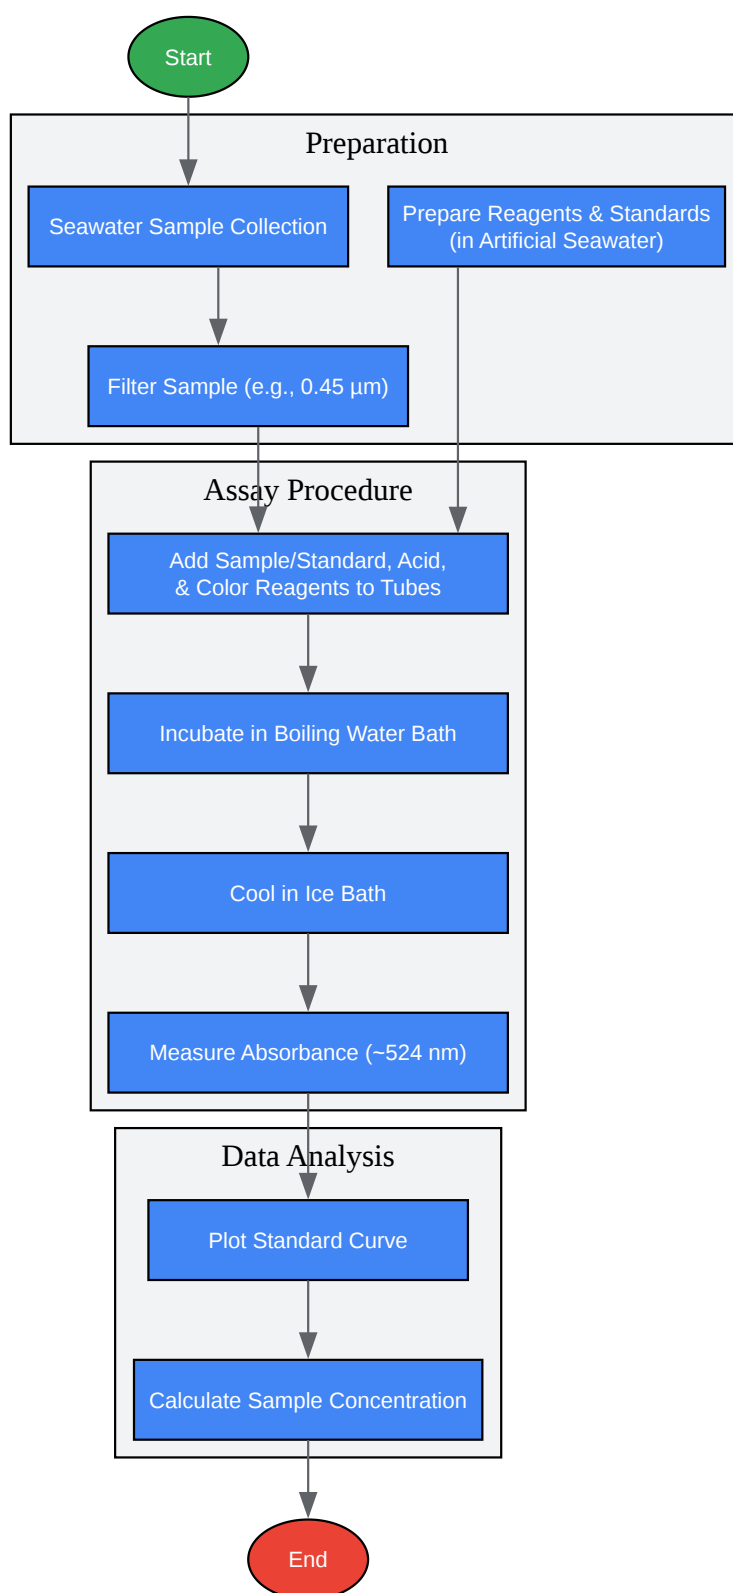 Start
Preparation
Seawater Sample Collection
Prepare Reagents & Standards
(in Artificial Seawater)
Filter Sample (e.g., 0.45 µm)
Assay Procedure
Add Sample/Standard, Acid,
& Color Reagents to Tubes
Incubate in Boiling Water Bath
Cool in Ice Bath
Measure Absorbance (~524 nm)
Data Analysis
Plot Standard Curve
Calculate Sample Concentration
End